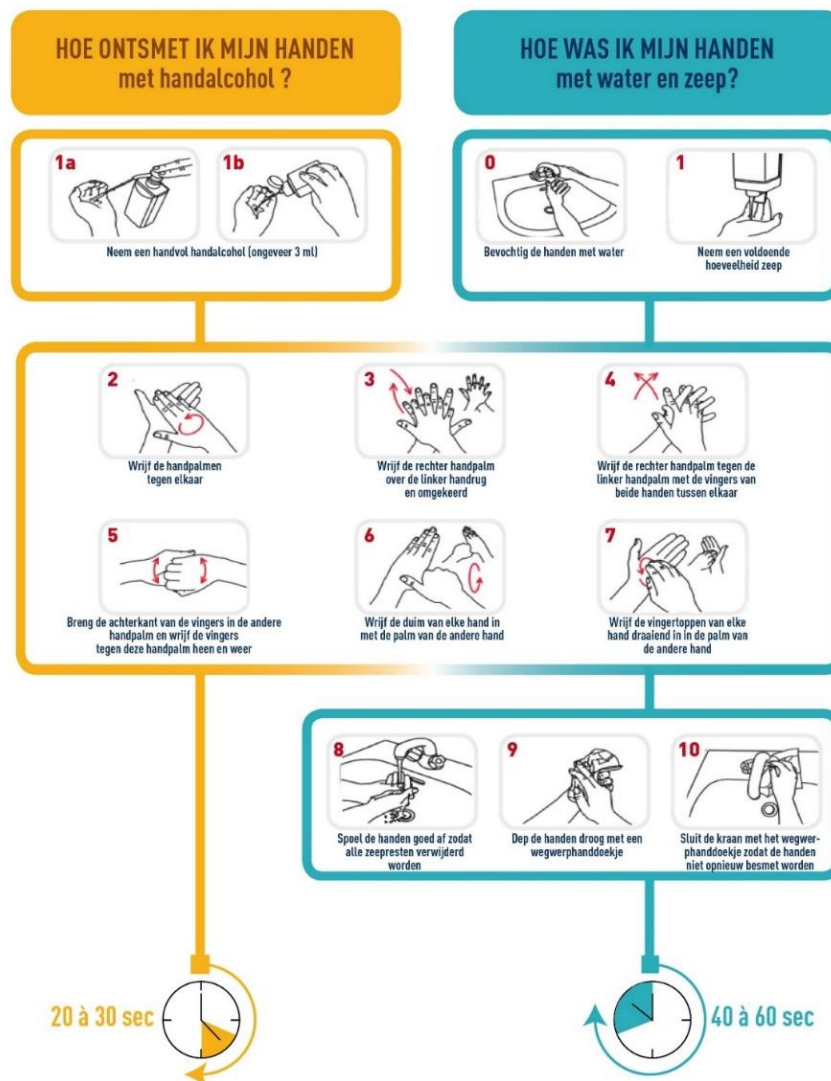 HOE ONTSMET IK MIJN HANDEN
met handalcohol ?
HOE WAS IK MIJN HANDEN
met water en zeep?
1a
1b
Neem een handvol handalcohol (ongeveer 3 ml)
0
Bevochtig de handen met water
1
Neem een voldoende
hoeveelheid zeep
2
Wrijf de handpalmen
tegen elkaar
3
Wrijf de rechter handpalm
over de linker handrug
en omgekeerd
4
Wrijf de rechter handpalm tegen de
linker handpalm met de vingers van
beide handen tussen elkaar
5
Breng de achterkant van de vingers in de andere
handpalm en wrijf de vingers
tegen deze handpalm heen en weer
6
Wrijf de duim van elke hand in
met de palm van de andere hand
7
Wrijf de vingertoppen van elke
hand draaiend in in de palm van
de andere hand
8
Spoel de handen goed af zodat
alle zeepresten verwijderd
worden
9
Dep de handen droog met een
wegwerphanddoekje
10
Sluit de kraan met het wegwer-
phanddoekje zodat de handen
niet opnieuw besmet worden
20 à 30 sec
40 à 60 sec